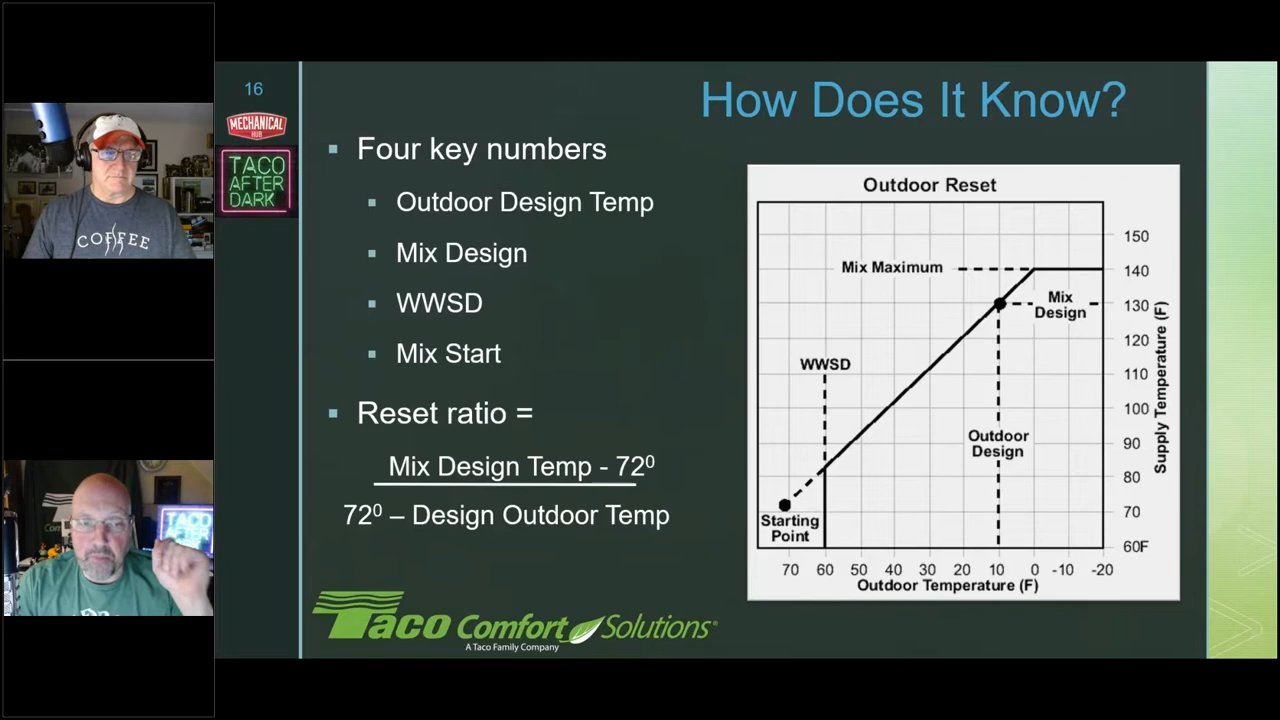 16
MECHANICAL
HUB
TACO
AFTER
DARK
How Does It Know?
Four key numbers
Outdoor Design Temp
Mix Design
WWSD
Mix Start
Reset ratio =
Mix Design Temp - 72⁰
72⁰ – Design Outdoor Temp
Outdoor Reset
Mix Maximum
Mix
Design
WWSD
Outdoor
Design
Starting
Point
150
140
130
120
110
100
90
80
70
60F
Supply Temperature (F)
70 60 50 40 30 20 10 0 -10 -20
Outdoor Temperature (F)
Taco Comfort Solutions®
A Taco Family Company
COFFEE
TACO
AFTER